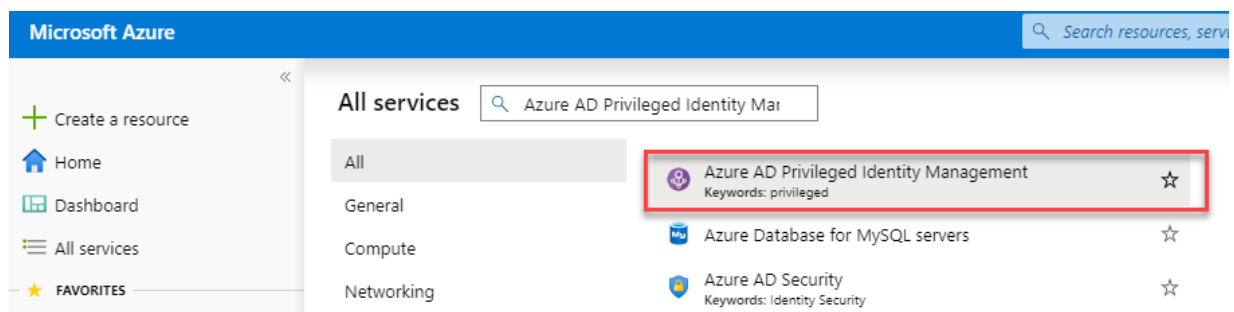 Microsoft Azure
Search resources, serv
«
Create a resource
Home
Dashboard
All services
FAVORITES
All services
Azure AD Privileged Identity Mar
All
General
Compute
Networking
Azure AD Privileged Identity Management
Keywords: privileged
My
Azure Database for MySQL servers
Azure AD Security
Keywords: Identity Security